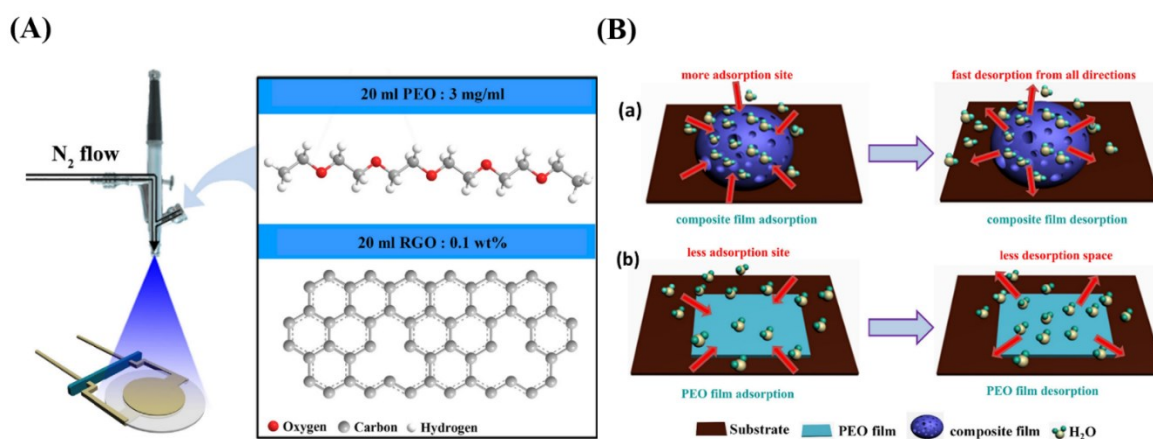 (A)
N2 flow
20 ml PEO : 3 mg/ml
20 ml RGO : 0.1 wt%
Oxygen Carbon Hydrogen
(B)
(a)
more adsorption site
fast desorption from all directions
composite film adsorption
composite film desorption
(b)
less adsorption site
less desorption space
PEO film adsorption
PEO film desorption
Substrate PEO film composite film H2O